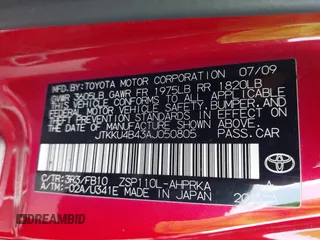 MFD BY:TOYOTA MOTOR CORPORATION 07/09
GVWR 3605LB GAWR FR 1975LB RR 1820LB
THIS VEHICLE CONFORMS TO ALL APPLICABLE
FEDERAL MOTOR VEHICLE SAFETY, BUMPER, AND
THEFT PREVENTION STANDARDS IN EFFECT ON
THE DATE OF MANUFACTURE SHOWN ABOVE.
JTKKU4B43AJ050805 PASS. CAR
C/TR:3R3/FB10 ZSP110L-AHPRKA
A/TM:-02A/U341E MADE IN JAPAN
TOYOTA
DREAMBID